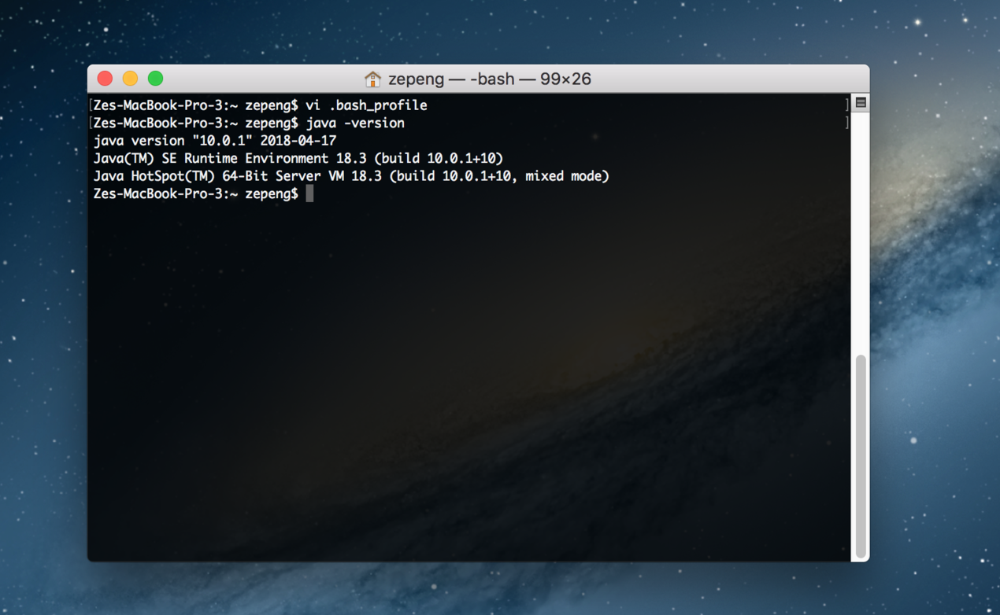 zepeng — -bash — 99×26
[Zes-MacBook-Pro-3:~ zepeng$ vi .bash_profile ]
[Zes-MacBook-Pro-3:~ zepeng$ java -version ]
java version "10.0.1" 2018-04-17
Java(TM) SE Runtime Environment 18.3 (build 10.0.1+10)
Java HotSpot(TM) 64-Bit Server VM 18.3 (build 10.0.1+10, mixed mode)
Zes-MacBook-Pro-3:~ zepeng$